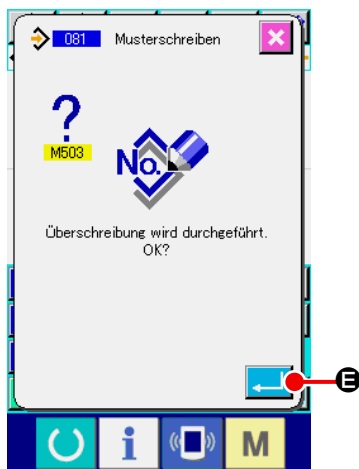 081 Musterschreiben
?
M503
No.
Überschreibung wird durchgeführt.
OK?
E
i
M